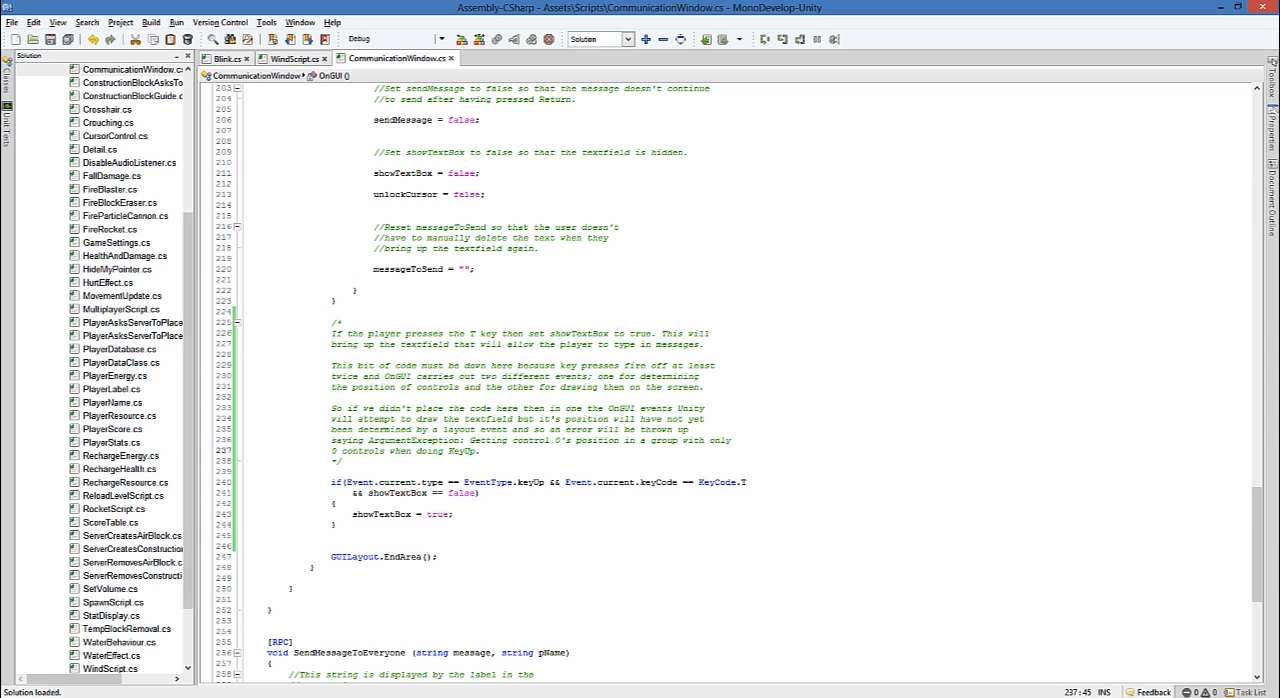 Assembly-CSharp - Assets\Scripts\CommunicationWindow.cs - MonoDevelop-Unity
File Edit View Search Project Build Run Version Control Tools Window Help
Debug
Solution
Solution
Blink.cs
WindScript.cs
CommunicationWindow.cs
CommunicationWindow
OnGUI ()
Classes
Unit Tests
CommunicationWindow.cs
ConstructionBlockAsksTo
ConstructionBlockGuide.c
Crosshair.cs
Crouching.cs
CursorControl.cs
Detail.cs
DisableAudioListener.cs
FallDamage.cs
FireBlaster.cs
FireBlockEraser.cs
FireParticleCannon.cs
FireRocket.cs
GameSettings.cs
HealthAndDamage.cs
HideMyPointer.cs
HurtEffect.cs
MovementUpdate.cs
MultiplayerScript.cs
PlayerAsksServerToPlace
PlayerAsksServerToPlace
PlayerDatabase.cs
PlayerDataClass.cs
PlayerEnergy.cs
PlayerLabel.cs
PlayerName.cs
PlayerResource.cs
PlayerScore.cs
PlayerStats.cs
RechargeEnergy.cs
RechargeHealth.cs
RechargeResource.cs
ReloadLevelScript.cs
RocketScript.cs
ScoreTable.cs
ServerCreatesAirBlock.cs
ServerCreatesConstruction
ServerRemovesAirBlock.c
ServerRemovesConstructi
SetVolume.cs
SpawnScript.cs
StatDisplay.cs
TempBlockRemoval.cs
WaterBehaviour.cs
WaterEffect.cs
WindScript.cs
203 //Set sendMessage to false so that the message doesn't continue
204 //to send after having pressed Return.
205
206 sendMessage = false;
207
208
209 //Set showTextBox to false so that the textfield is hidden.
210
211 showTextBox = false;
212
213 unlockCursor = false;
214
215
216 //Reset messageToSend so that the user doesn't
217 //have to manually delete the text when they
218 //bring up the textfield again.
219
220 messageToSend = "";
221
222 }
223 }
224
225 /*
226 If the player presses the T key then set showTextBox to true. This will
227 bring up the textfield that will allow the player to type in messages.
228
229 This bit of code must be down here because key presses fire off at least
230 twice and OnGUI carries out two different events; one for determining
231 the position of controls and the other for drawing them on the screen.
232
233 So if we didn't place the code here then in one the OnGUI events Unity
234 will attempt to draw the textfield but it's position will have not yet
235 been determined by a layout event and so an error will be thrown up
236 saying ArgumentException: Getting control 0's position in a group with only
237 0 controls when doing KeyUp.
238 */
239
240 if(Event.current.type == EventType.keyUp && Event.current.keyCode == KeyCode.T
241 && showTextBox == false)
242 {
243 showTextBox = true;
244 }
245
246
247 GUILayout.EndArea();
248 }
249
250 }
251
252 }
253
254
255 [RPC]
256 void SendMessageToEveryone (string message, string pName)
257 {
258 //This string is displayed by the label in the
Toolbox
Properties
Document Outline
Solution loaded.
237 : 45 INS
Feedback
0 0
Task List